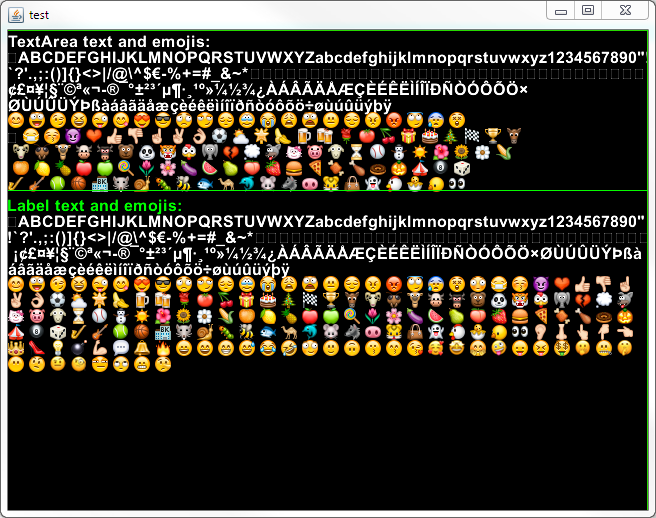 test
TextArea text and emojis:
ABCDEFGHIJKLMNOPQRSTUVWXYZabcdefghijklmnopqrstuvwxyz1234567890"!
`?'.,;:()[]{}<>|/@\^$€-%+=#_&~*
¢£¤¥¦§¨©ª«¬-®¯°±²³´µ¶·¸¹º»¼½¾¿ÀÁÂÃÄÅÆÇÈÉÊËÌÍÎÏÐÑÒÓÔÕÖ×
ØÙÚÛÜÝÞßàáâãäåæçèéêëìíîïðñòóôõö÷øùúûüýþÿ
Label text and emojis:
ABCDEFGHIJKLMNOPQRSTUVWXYZabcdefghijklmnopqrstuvwxyz1234567890"
!`?'.,;:()[]{}<>|/@\^$€-%+=#_&~*
¡¢£¤¥¦§¨©ª«¬-®¯°±²³´µ¶·¸¹º»¼½¾¿ÀÁÂÃÄÅÆÇÈÉÊËÌÍÎÏÐÑÒÓÔÕÖ×ØÙÚÛÜÝÞßà
áâãäåæçèéêëìíîïðñòóôõö÷øùúûüýþÿ